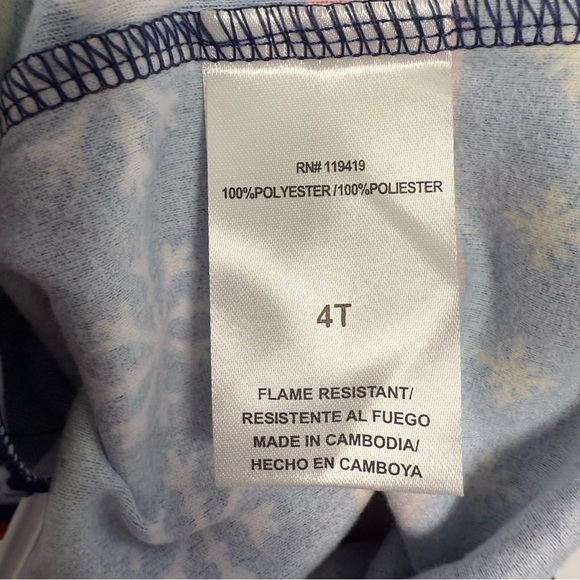 RN# 119419
100%POLYESTER/100%POLIESTER
4T
FLAME RESISTANT/
RESISTENTE AL FUEGO
MADE IN CAMBODIA/
HECHO EN CAMBOYA